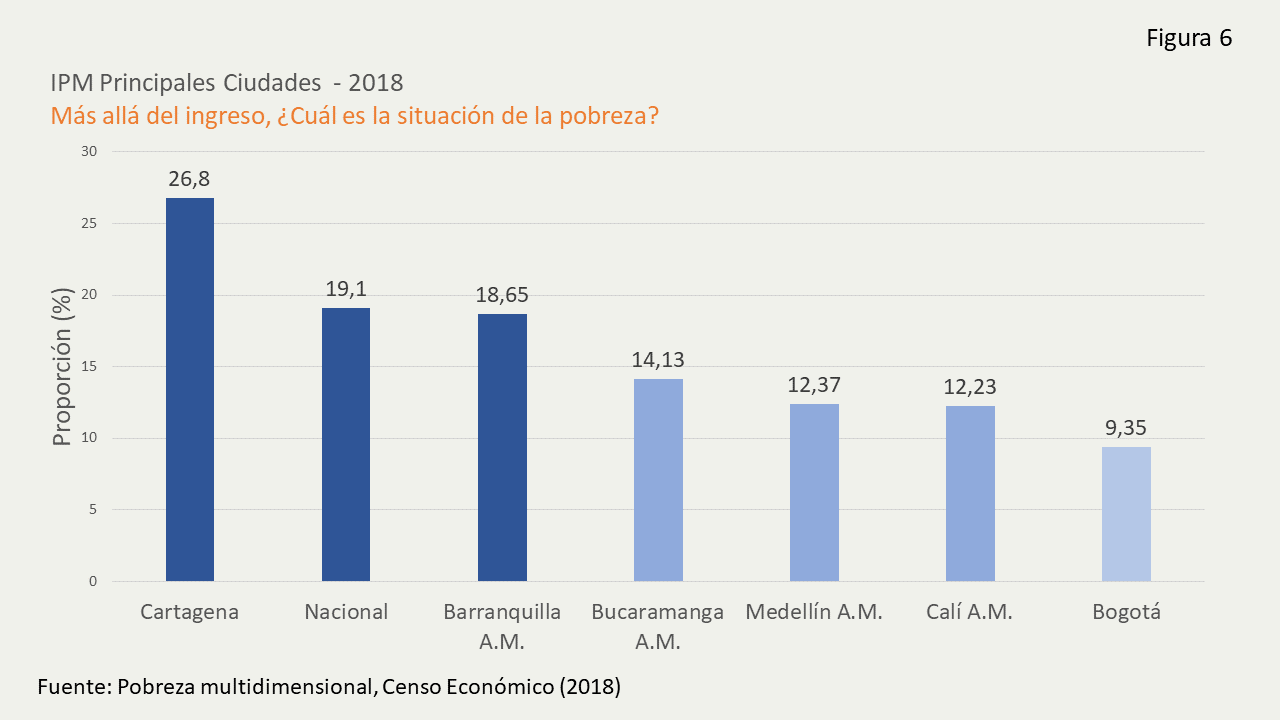 Figura 6
IPM Principales Ciudades - 2018
Más allá del ingreso, ¿Cuál es la situación de la pobreza?
Proporción (%)
30
25
20
15
10
5
0
26,8
19,1
18,65
14,13
12,37
12,23
9,35
Cartagena
Nacional
Barranquilla
A.M.
Bucaramanga
A.M.
Medellín A.M.
Calí A.M.
Bogotá
Fuente: Pobreza multidimensional, Censo Económico (2018)